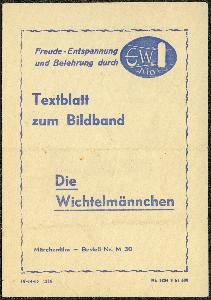 Freude-Entspannung
und Belehrung durch
Textblatt
zum Bildband
Die
Wichtelmännchen
Märchenfilm — Bestell-Nr. M 30